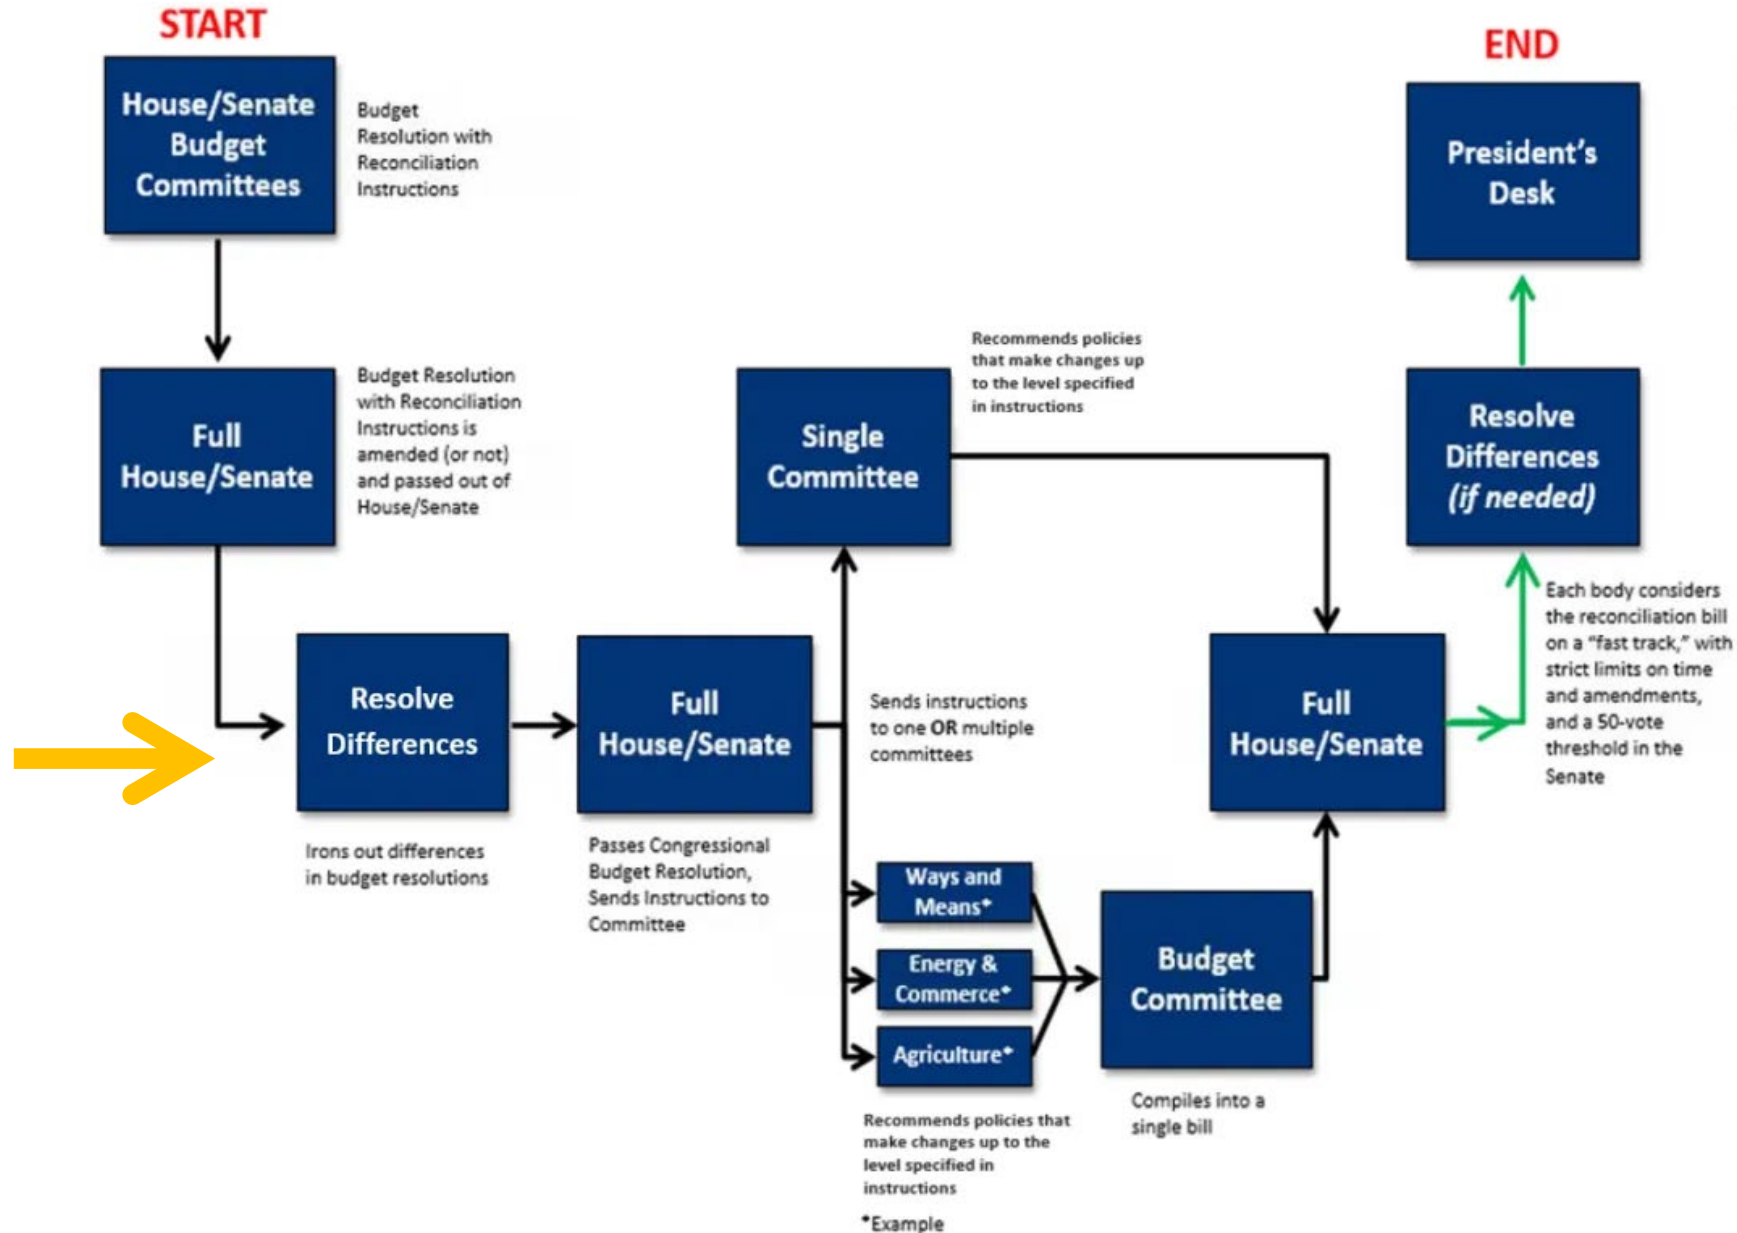 START
House/Senate
Budget
Committees
Budget
Resolution with
Reconciliation
Instructions
Full
House/Senate
Budget Resolution
with Reconciliation
Instructions is
amended (or not)
and passed out of
House/Senate
Resolve
Differences
Irons out differences
in budget resolutions
Full
House/Senate
Passes Congressional
Budget Resolution,
Sends Instructions to
Committee
Sends instructions
to one OR multiple
committees
Single
Committee
Recommends policies
that make changes up
to the level specified
in instructions
Ways and
Means*
Energy &
Commerce*
Agriculture*
Recommends policies that
make changes up to the
level specified in
instructions
*Example
Budget
Committee
Compiles into a
single bill
Full
House/Senate
Each body considers
the reconciliation bill
on a “fast track,” with
strict limits on time
and amendments,
and a 50-vote
threshold in the
Senate
Resolve
Differences
(if needed)
END
President’s
Desk